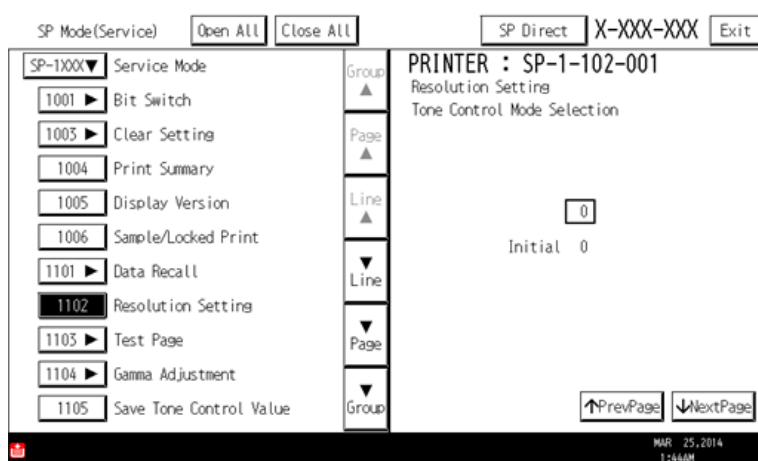 SP Mode(Service) Open All Close All SP Direct X-XXX-XXX Exit
SP-1XXX▼ Service Mode
1001 ► Bit Switch
1003 ► Clear Setting
1004 Print Summary
1005 Display Version
1006 Sample/Locked Print
1101 ► Data Recall
1102 Resolution Setting
1103 ► Test Page
1104 ► Gamma Adjustment
1105 Save Tone Control Value
Group
▲
Page
▲
Line
▲
▼
Line
▼
Page
▼
Group
PRINTER : SP-1-102-001
Resolution Setting
Tone Control Mode Selection
0
Initial 0
↑PrevPage ↓NextPage
MAR 25,2014
1:44AM